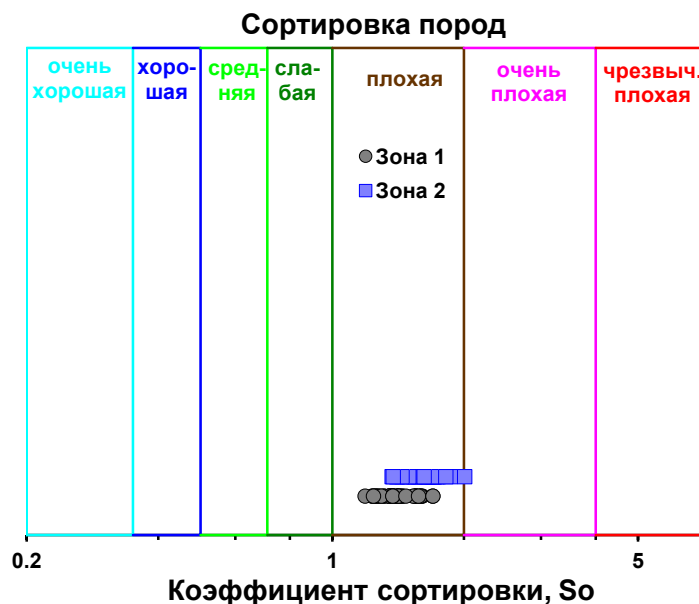 Сортировка пород
очень
хорошая
хоро-
шая
сред-
няя
сла-
бая
плохая
очень
плохая
чрезвыч.
плохая
Зона 1
Зона 2
0.2
1
5
Коэффициент сортировки, So